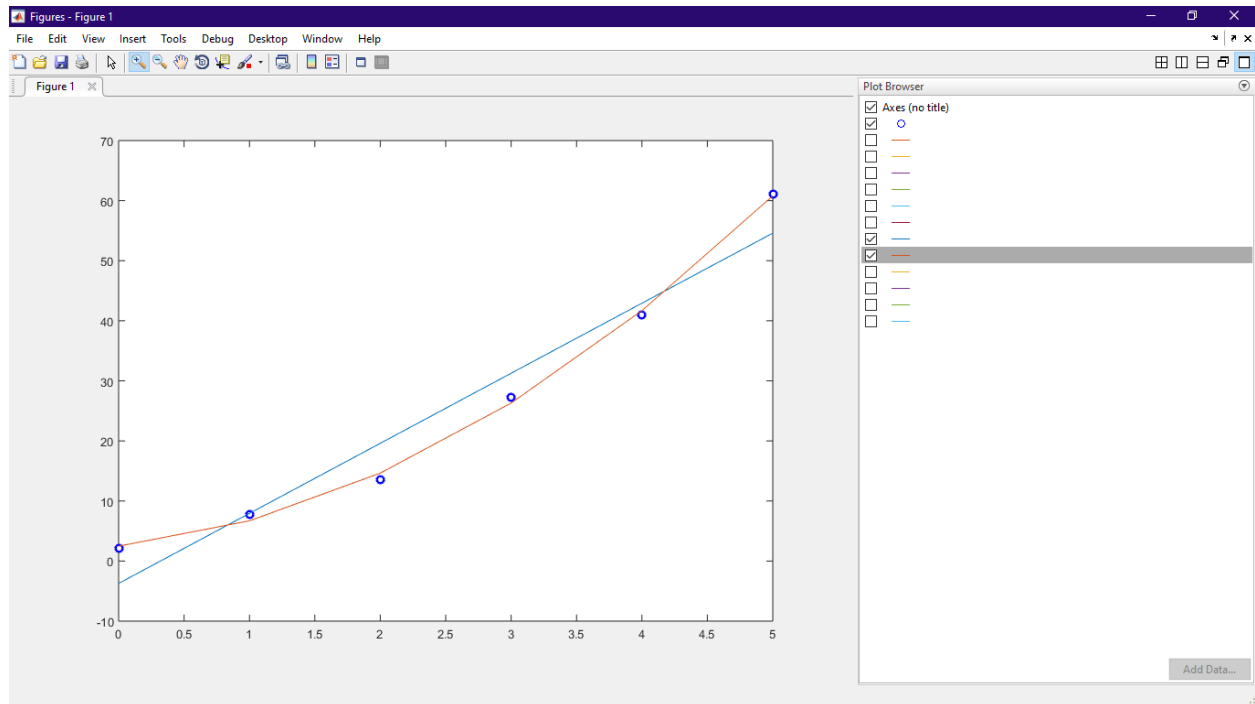 Figures - Figure 1
File Edit View Insert Tools Debug Desktop Window Help
Figure 1
Plot Browser
Axes (no title)
70
60
50
40
30
20
10
0
-10
0 0.5 1 1.5 2 2.5 3 3.5 4 4.5 5
Add Data...